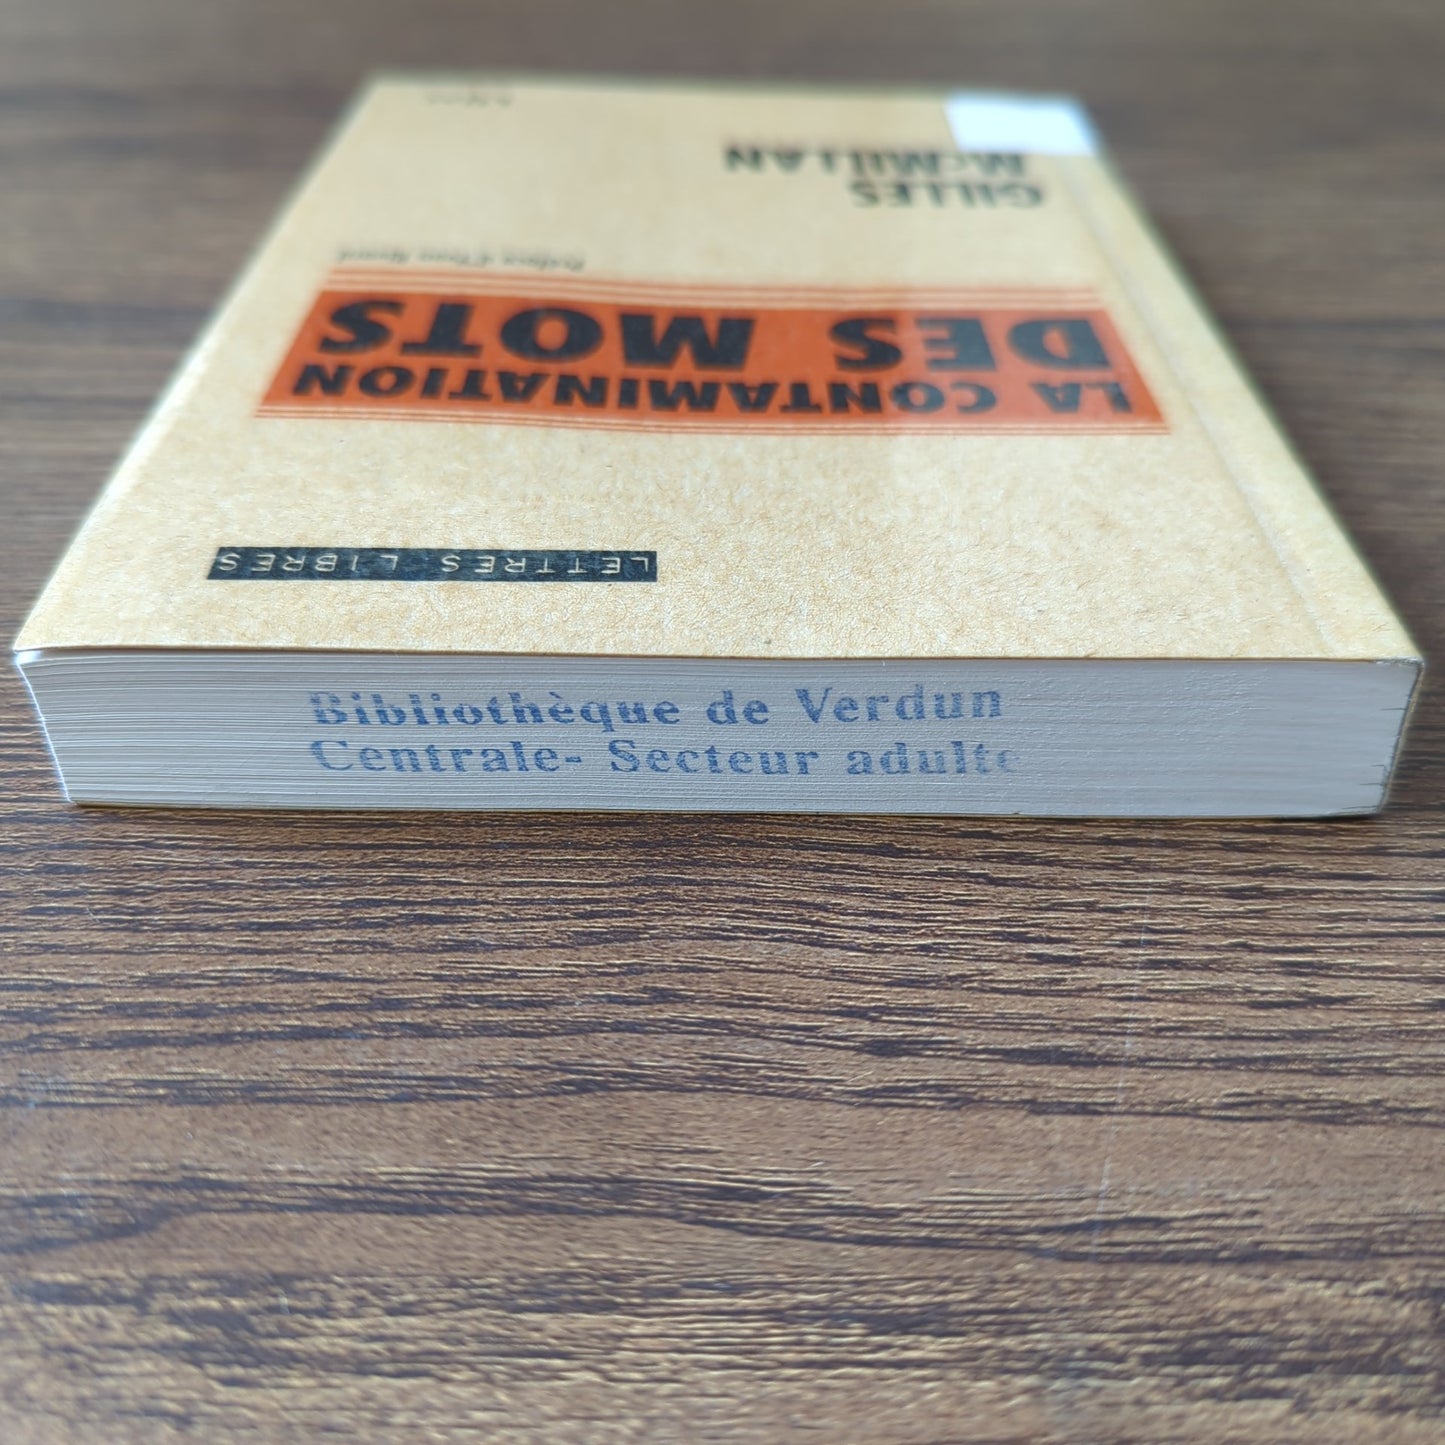 GILLES
McMILLAN
LA CONTAMINATION
DES MOTS
LETTRES LIBRES
Bibliothèque de Verdun
Centrale- Secteur adulte